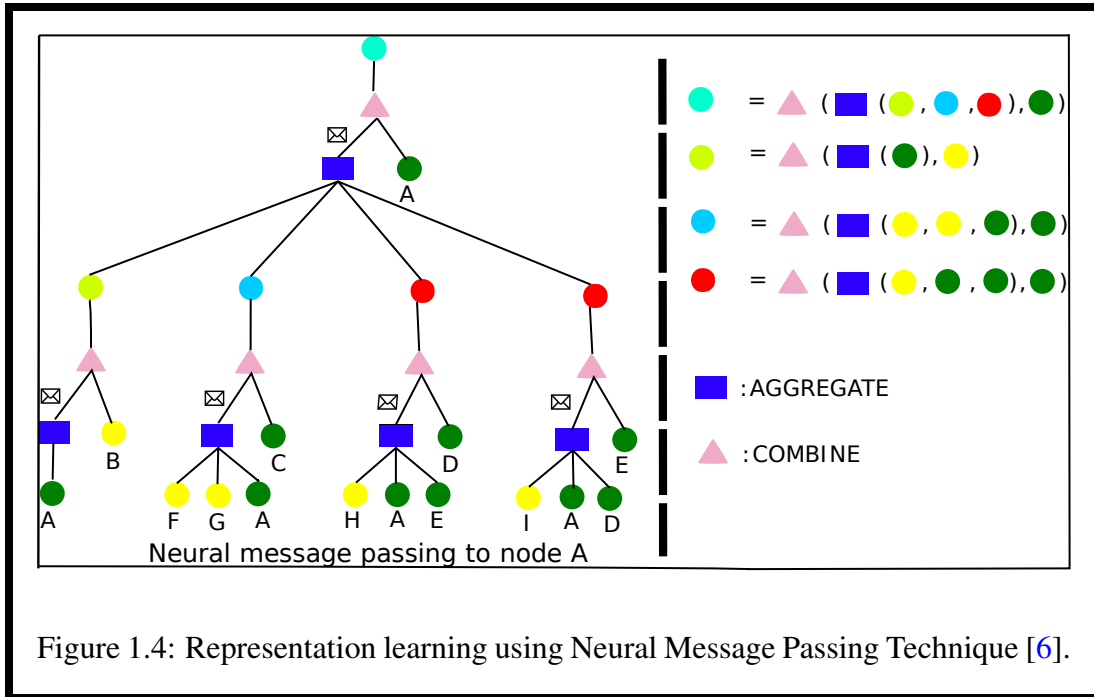 = ( ( , , ), )
= ( ( ), )
= ( ( , , ), )
= ( ( , , ), )
:AGGREGATE
:COMBINE
A
B C D E
A F G A H A E I A D
Neural message passing to node A
Figure 1.4: Representation learning using Neural Message Passing Technique [6].